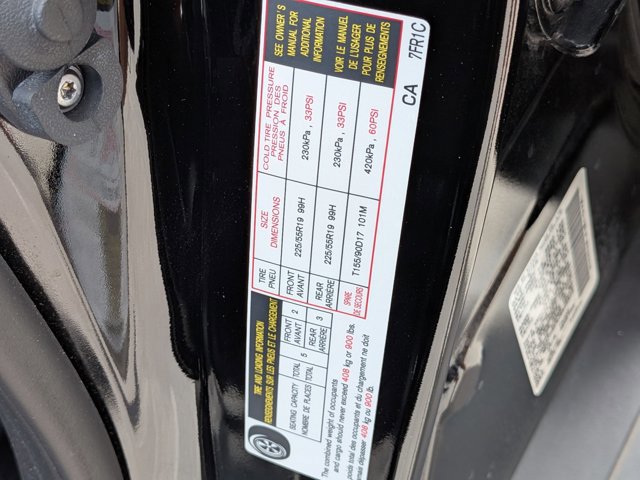 TIRE AND LOADING INFORMATION
RENSEIGNEMENTS SUR LES PNEUS ET LE CHARGEMENT
SEATING CAPACITY TOTAL 5 FRONT 2 REAR 3
NOMBRE DE PLACES TOTAL AVANT ARRIÈRE
The combined weight of occupants
and cargo should never exceed 408 kg or 900 lbs.
poids total des occupants et du chargement ne doit
jamais dépasser 408 kg ou 900 lb.
TIRE SIZE COLD TIRE PRESSURE SEE OWNER'S
PNEU DIMENSIONS PRESSION DES MANUAL FOR
PNEUS A FROID ADDITIONAL
INFORMATION
FRONT 225/55R19 99H 230kPa, 33PSI
AVANT
REAR 225/55R19 99H 230kPa, 33PSI VOIR LE MANUEL
ARRIÈRE DE L'USAGER
SPARE T155/90D17 101M 420kPa, 60PSI POUR PLUS DE
DE SECOURS RENSEIGNEMENTS
CA 7FR1C